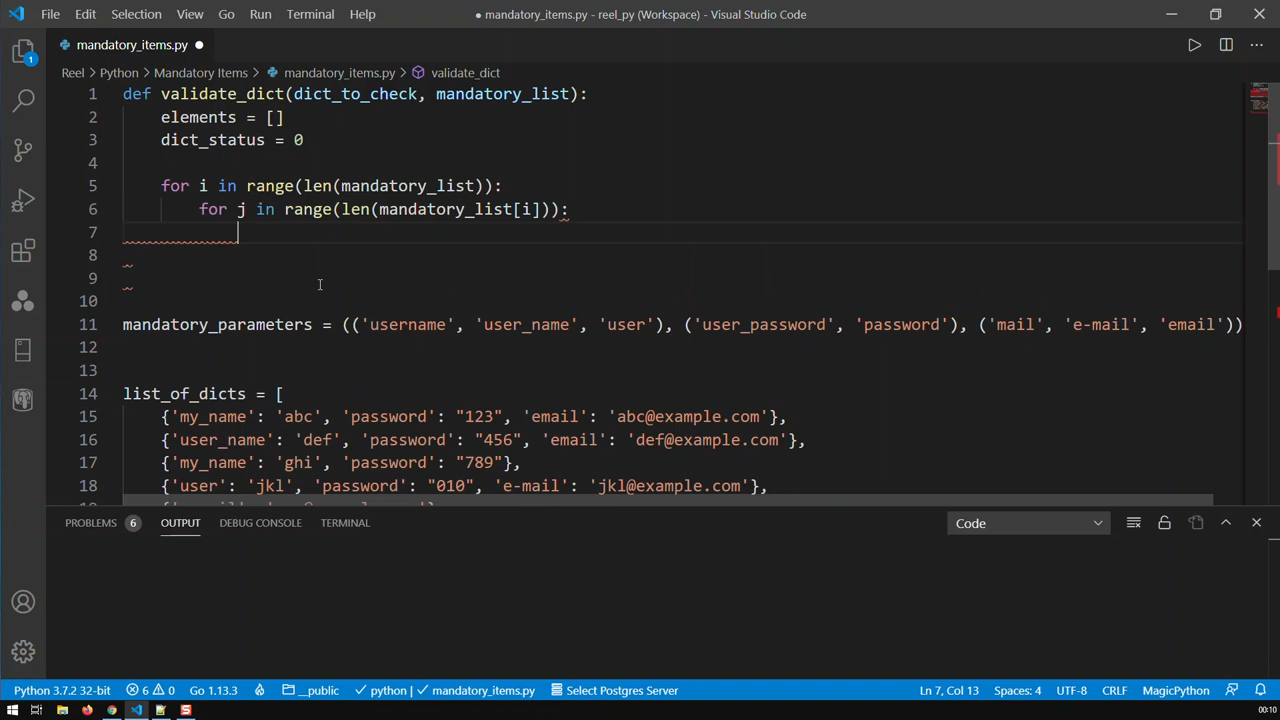 File Edit Selection View Go Run Terminal Help ● mandatory_items.py - reel_py (Workspace) - Visual Studio Code
mandatory_items.py
Reel > Python > Mandatory Items > mandatory_items.py > validate_dict
1 def validate_dict(dict_to_check, mandatory_list):
2 elements = []
3 dict_status = 0
4
5 for i in range(len(mandatory_list)):
6 for j in range(len(mandatory_list[i])):
7
8
9
10
11 mandatory_parameters = (('username', 'user_name', 'user'), ('user_password', 'password'), ('mail', 'e-mail', 'email'))
12
13
14 list_of_dicts = [
15 {'my_name': 'abc', 'password': "123", 'email': 'abc@example.com'},
16 {'user_name': 'def', 'password': "456", 'email': 'def@example.com'},
17 {'my_name': 'ghi', 'password': "789"},
18 {'user': 'jkl', 'password': "010", 'e-mail': 'jkl@example.com'},
PROBLEMS 6 OUTPUT DEBUG CONSOLE TERMINAL Code
Python 3.7.2 32-bit 6 0 Go 1.13.3 __public python | ✓ mandatory_items.py Select Postgres Server Ln 7, Col 13 Spaces: 4 UTF-8 CRLF MagicPython
00:10